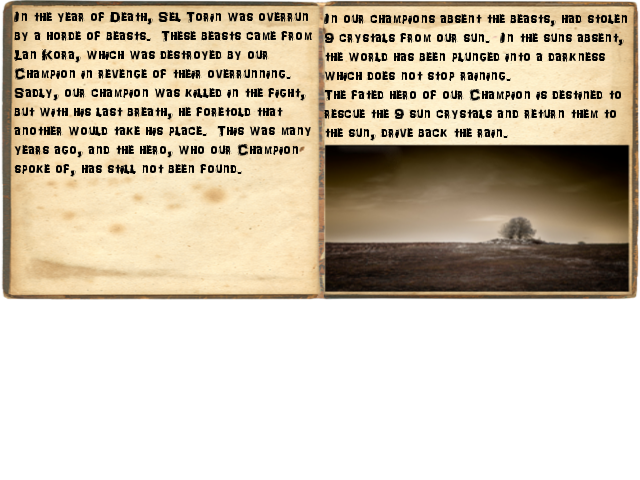 In the year of Death, Sel Torin was overrun
by a horde of beasts. These beasts came from
Lan Kora, which was destroyed by our
Champion in revenge of their overrunning.
Sadly, our champion was killed in the fight,
but with his last breath, he foretold that
another would take his place. This was many
years ago, and the hero, who our Champion
spoke of, has still not been found.
In our champions absent the beasts, had stolen
9 crystals from our sun. In the suns absent,
the world has been plunged into a darkness
which does not stop raining.
The fated hero of our Champion is destined to
rescue the 9 sun crystals and return them to
the sun, drive back the rain.